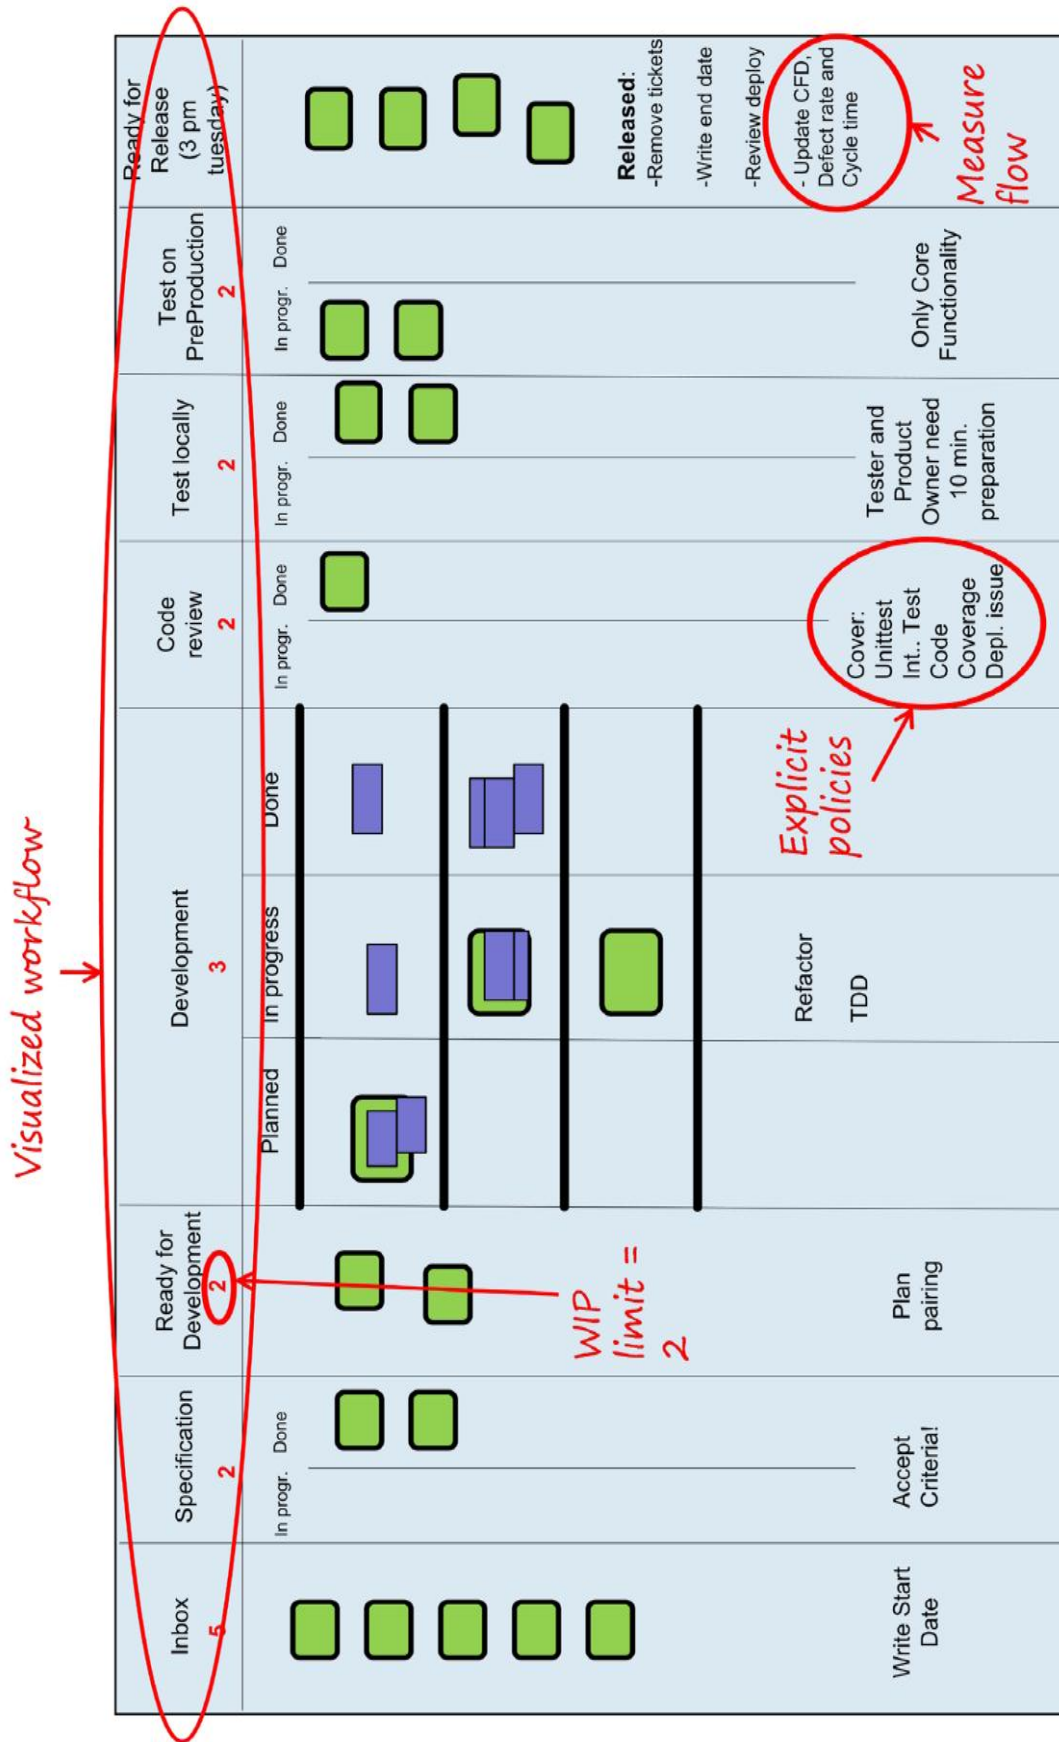 Visualized workflow
Inbox
5
Specification
2
Ready for
Development
2
Development
3
Code
review
2
Test locally
2
Test on
PreProduction
2
Ready for
Release
(3 pm
tuesday)
In progr.
Done
Planned
In progress
Done
In progr.
Done
In progr.
Done
In progr.
Done
WIP
limit =
2
Explicit
policies
Released:
-Remove tickets
-Write end date
-Review deploy
- Update CFD,
Defect rate and
Cycle time
Measure
flow
Write Start
Date
Accept
Criteria!
Plan
pairing
Refactor
TDD
Cover:
Unittest
Int.. Test
Code
Coverage
Depl. issue
Tester and
Product
Owner need
10 min.
preparation
Only Core
Functionality